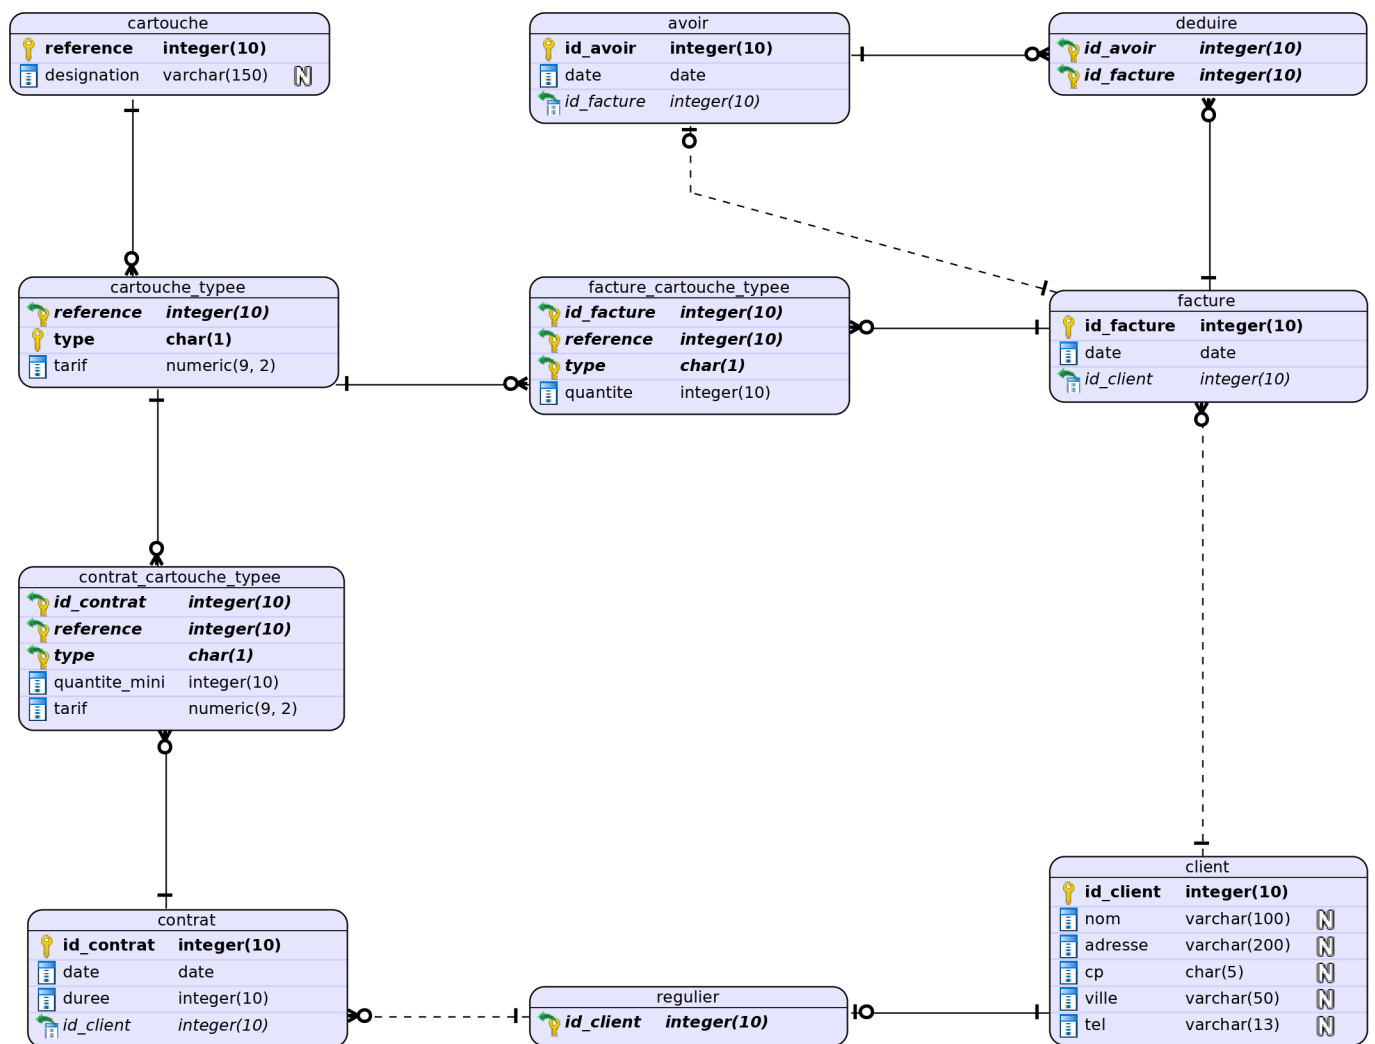 cartouche
reference integer(10)
designation varchar(150) N
avoir
id_avoir integer(10)
date date
id_facture integer(10)
deduire
id_avoir integer(10)
id_facture integer(10)
cartouche_typee
reference integer(10)
type char(1)
tarif numeric(9, 2)
facture_cartouche_typee
id_facture integer(10)
reference integer(10)
type char(1)
quantite integer(10)
facture
id_facture integer(10)
date date
id_client integer(10)
contrat_cartouche_typee
id_contrat integer(10)
reference integer(10)
type char(1)
quantite_mini integer(10)
tarif numeric(9, 2)
contrat
id_contrat integer(10)
date date
duree integer(10)
id_client integer(10)
regulier
id_client integer(10)
client
id_client integer(10)
nom varchar(100) N
adresse varchar(200) N
cp char(5) N
ville varchar(50) N
tel varchar(13) N